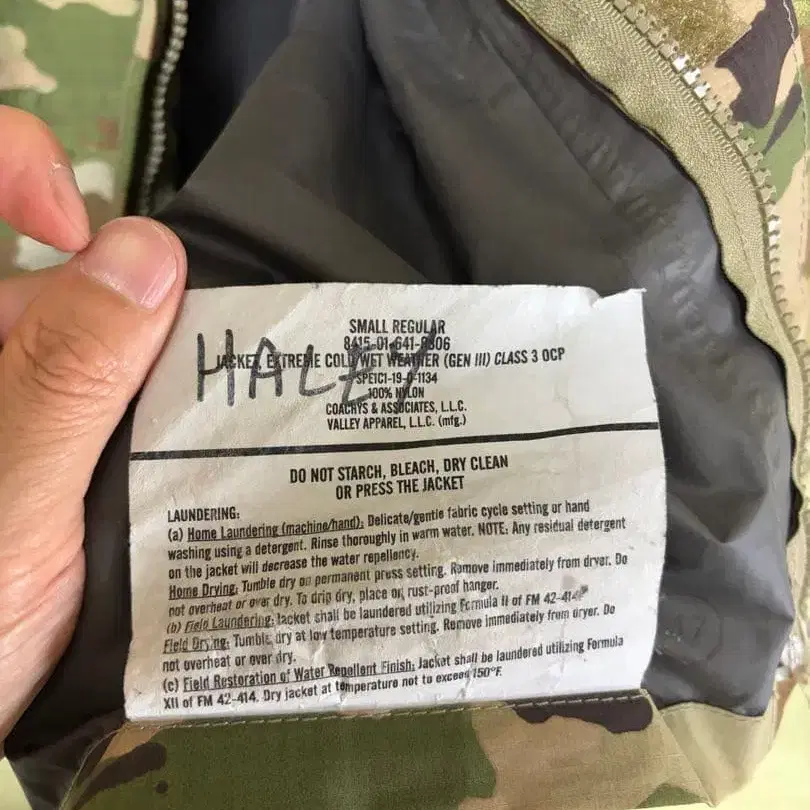 SMALL REGULAR
8415-01-641-9306
JACKET, EXTREME COLD/WET WEATHER (GEN III) CLASS 3 OCP
HALEY
SPE1C1-19-D-1134
100% NYLON
COACHYS & ASSOCIATES, L.L.C.
VALLEY APPAREL, L.L.C. (mfg.)
DO NOT STARCH, BLEACH, DRY CLEAN
OR PRESS THE JACKET
LAUNDERING:
(a) Home Laundering (machine/hand): Delicate/gentle fabric cycle setting or hand
washing using a detergent. Rinse thoroughly in warm water. NOTE: Any residual detergent
on the jacket will decrease the water repellency.
Home Drying: Tumble dry on permanent press setting. Remove immediately from dryer. Do
not overheat or over dry. To drip dry, place on rust-proof hanger.
(b) Field Laundering: Jacket shall be laundered utilizing Formula II of FM 42-414.
Field Drying: Tumble dry at low temperature setting. Remove immediately from dryer. Do
not overheat or over dry.
(c) Field Restoration of Water Repellent Finish: Jacket shall be laundered utilizing Formula
XII of FM 42-414. Dry jacket at temperature not to exceed 150°F.